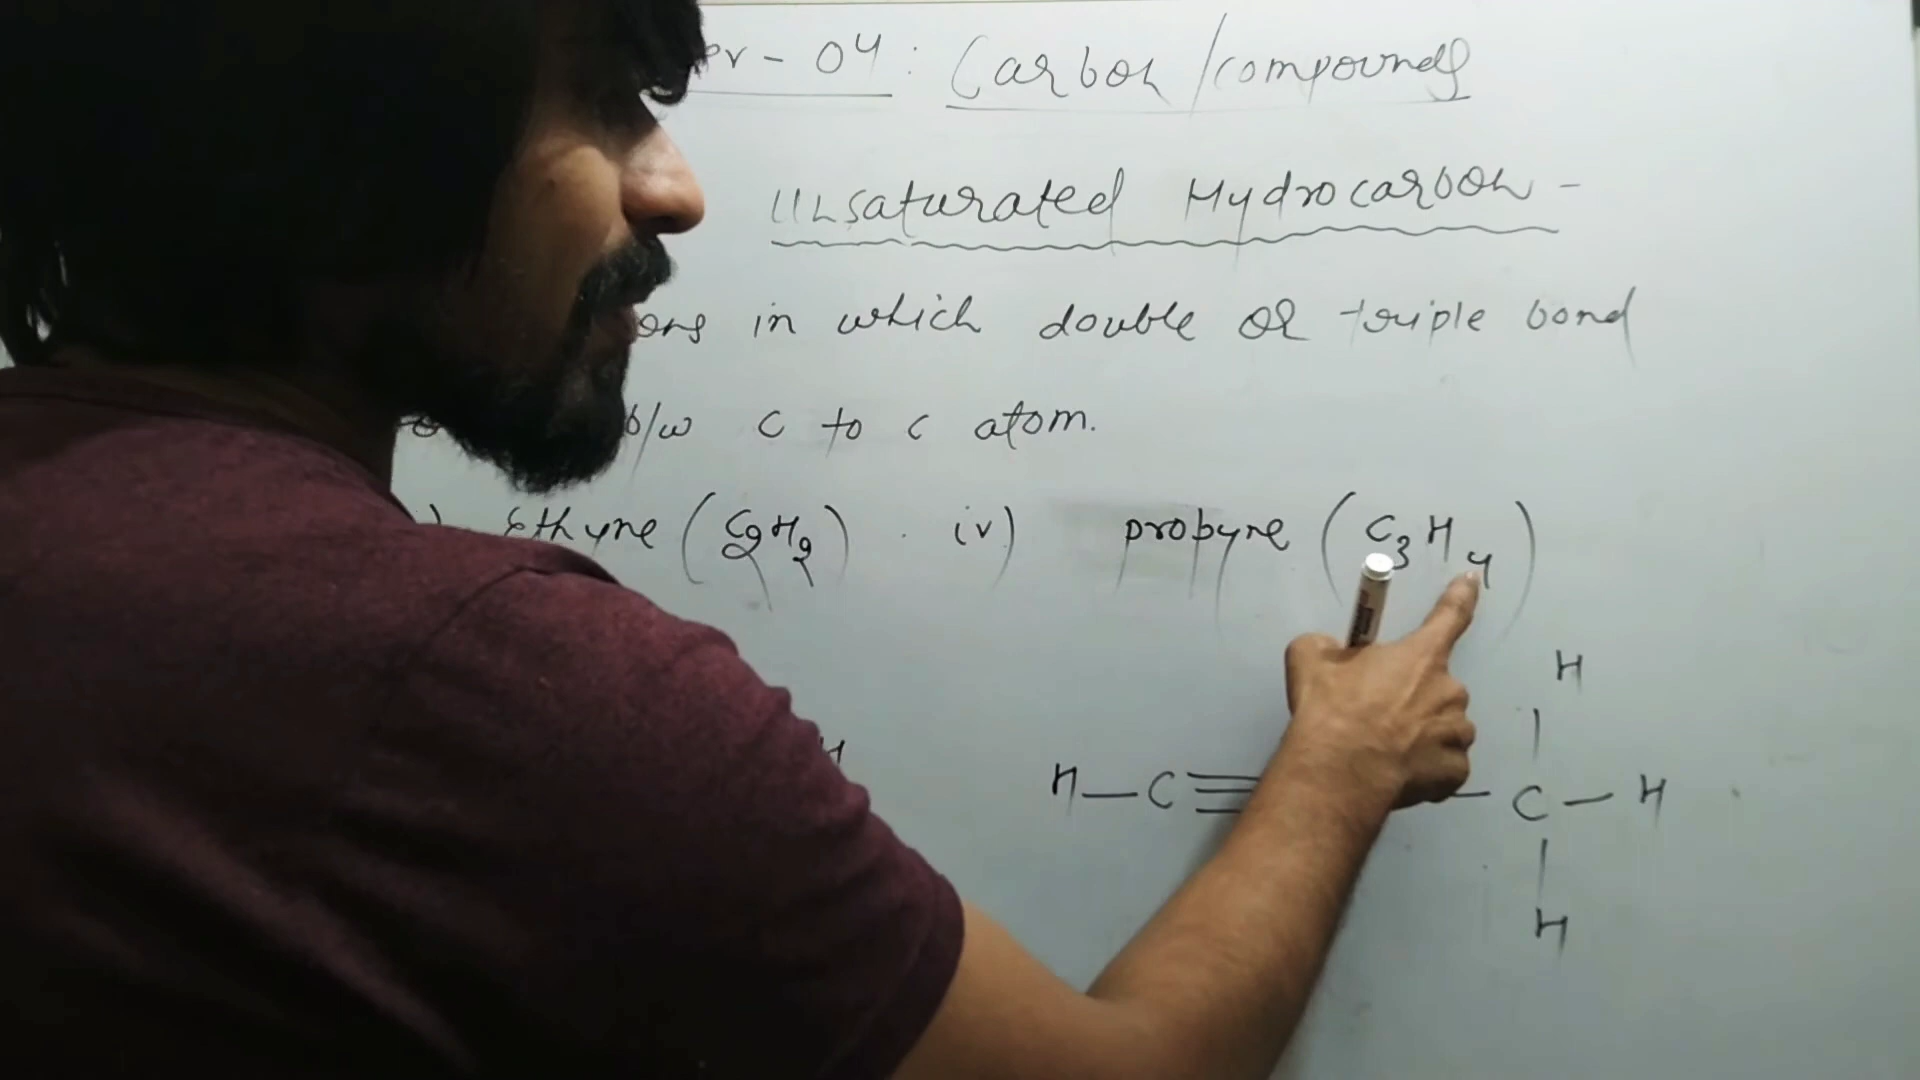 - 04 : Carbon / compounds
Unsaturated Hydrocarbon -
in which double or triple bond
b/w c to c atom.
Ethyne (C2H2) . iv) propyne (C3H4)
H
H
H — C ≡ — C — H
H